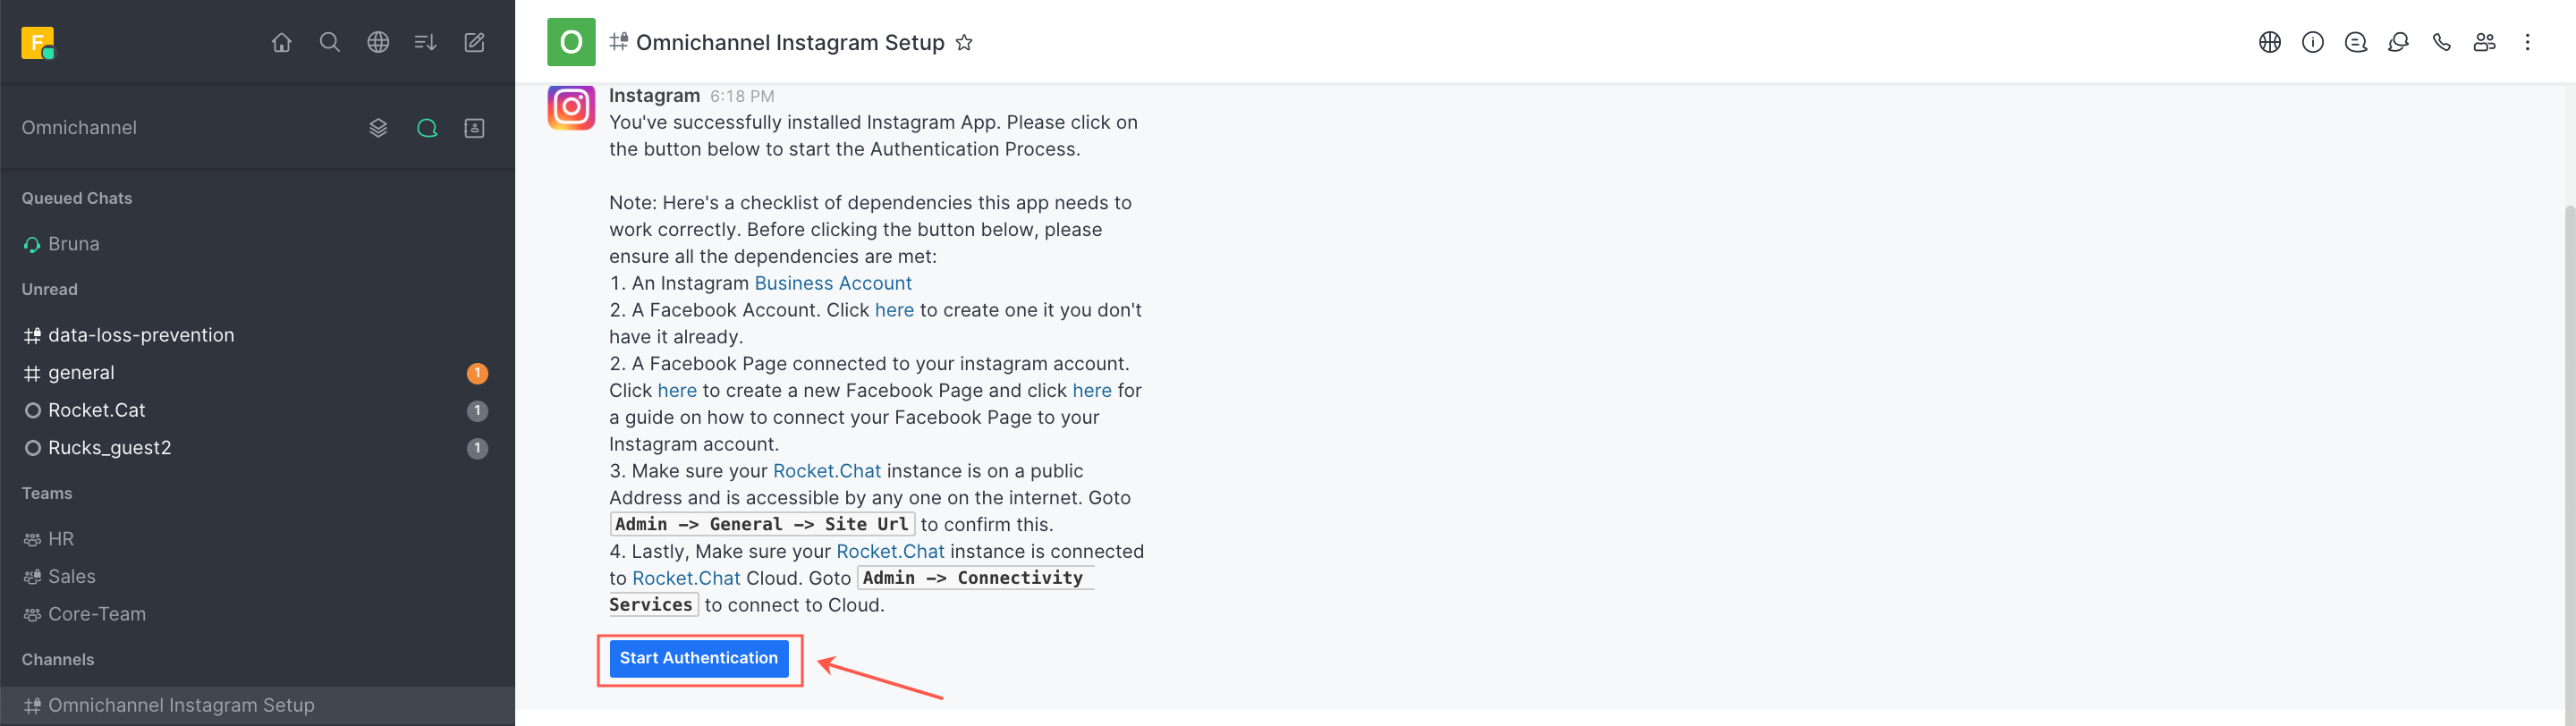 F
Omnichannel
Queued Chats
Bruna
Unread
data-loss-prevention
general 1
Rocket.Cat 1
Rucks_guest2 1
Teams
HR
Sales
Core-Team
Channels
Omnichannel Instagram Setup
O Omnichannel Instagram Setup
Instagram 6:18 PM
You've successfully installed Instagram App. Please click on
the button below to start the Authentication Process.
Note: Here's a checklist of dependencies this app needs to
work correctly. Before clicking the button below, please
ensure all the dependencies are met:
1. An Instagram Business Account
2. A Facebook Account. Click here to create one it you don't
have it already.
2. A Facebook Page connected to your instagram account.
Click here to create a new Facebook Page and click here for
a guide on how to connect your Facebook Page to your
Instagram account.
3. Make sure your Rocket.Chat instance is on a public
Address and is accessible by any one on the internet. Goto
Admin -> General -> Site Url to confirm this.
4. Lastly, Make sure your Rocket.Chat instance is connected
to Rocket.Chat Cloud. Goto Admin -> Connectivity
Services to connect to Cloud.
Start Authentication